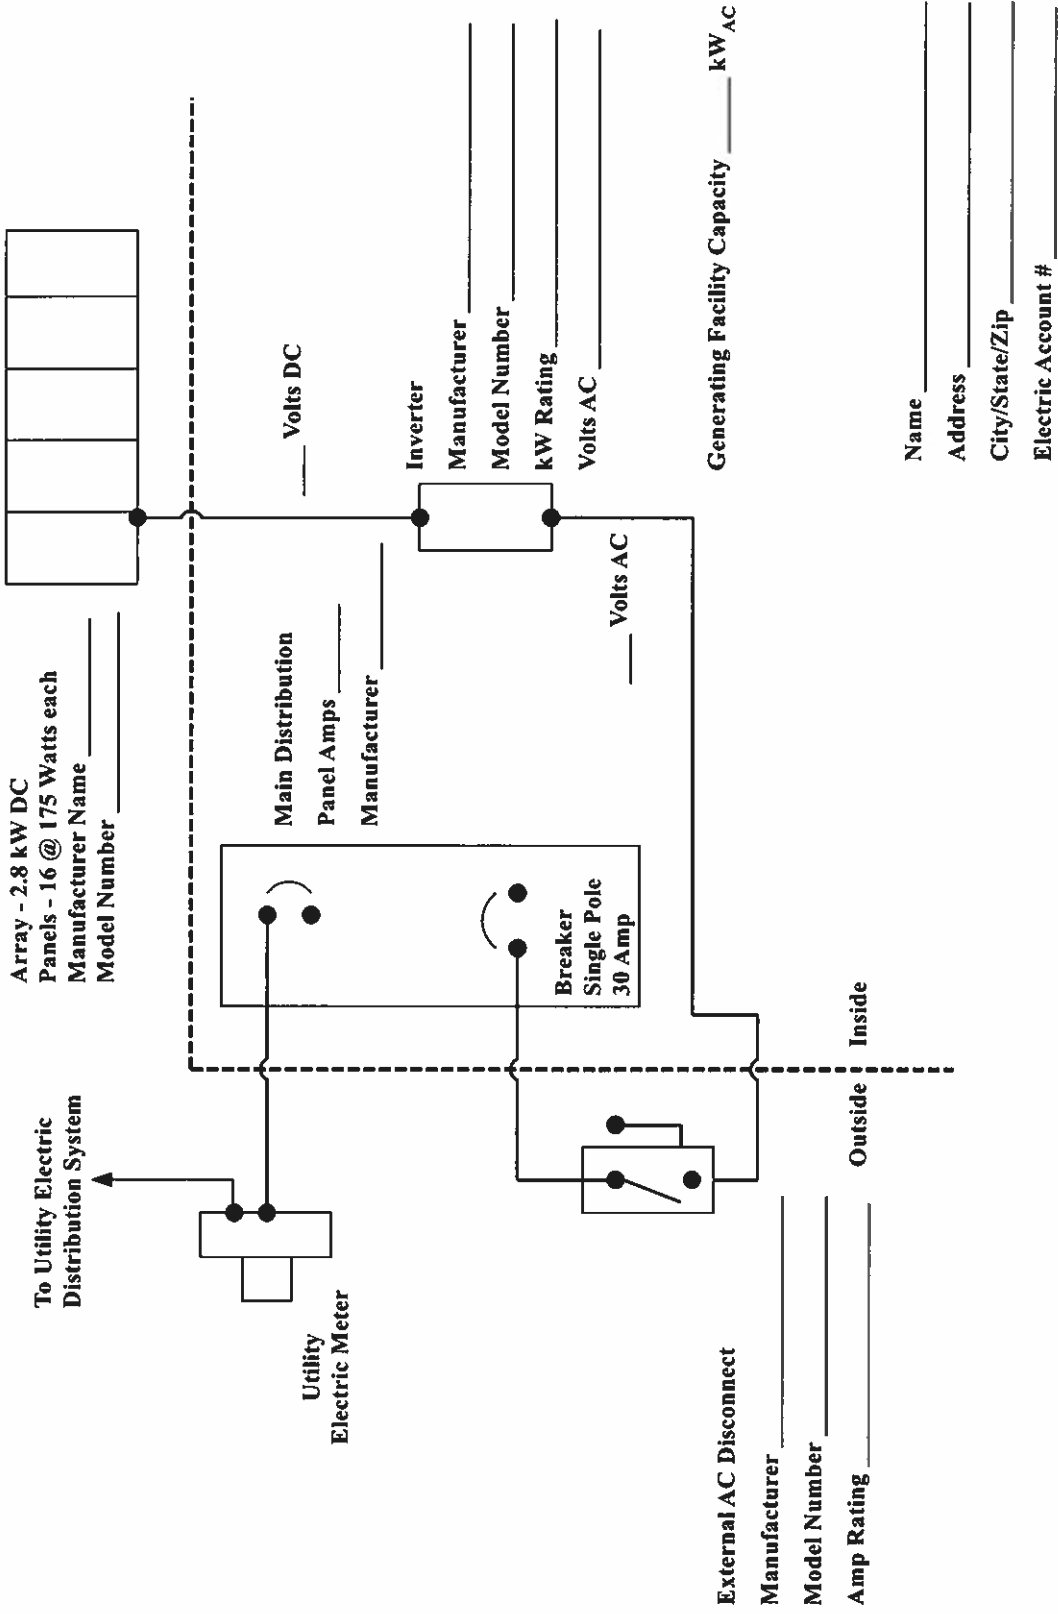 Array - 2.8 kW DC
Panels - 16 @ 175 Watts each
Manufacturer Name
Model Number
To Utility Electric
Distribution System
Utility
Electric Meter
Main Distribution
Panel Amps
Manufacturer
Volts DC
Inverter
Manufacturer
Model Number
kW Rating
Volts AC
Breaker
Single Pole
30 Amp
Volts AC
Generating Facility Capacity kWAC
Outside Inside
External AC Disconnect
Manufacturer
Model Number
Amp Rating
Name
Address
City/State/Zip
Electric Account #